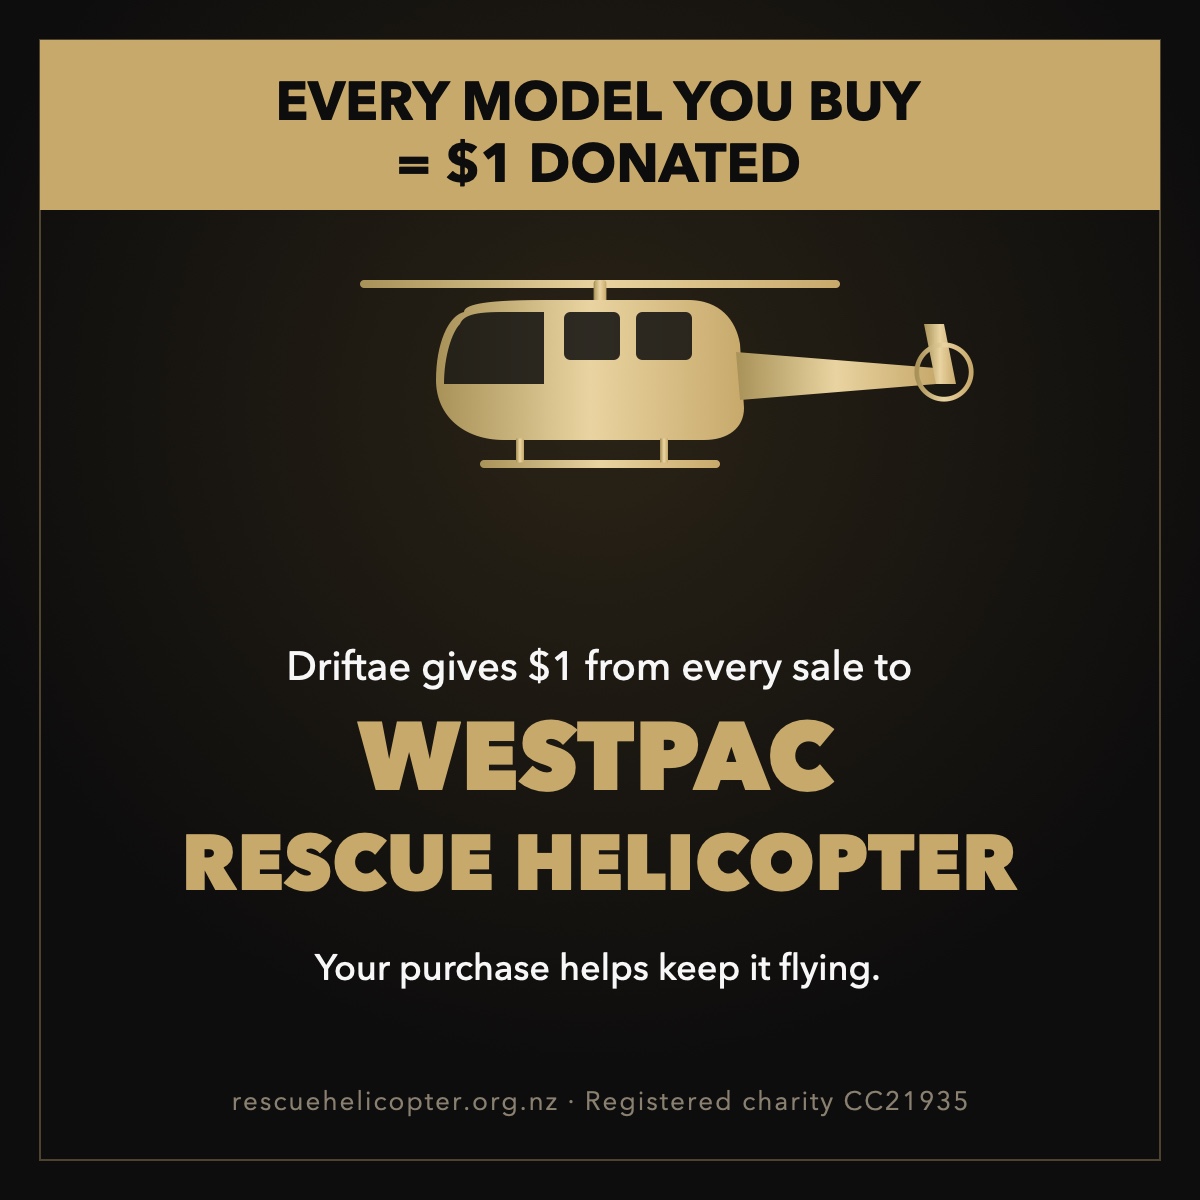 EVERY MODEL YOU BUY
= $1 DONATED
Driftae gives $1 from every sale to
WESTPAC
RESCUE HELICOPTER
Your purchase helps keep it flying.
rescuehelicopter.org.nz · Registered charity CC21935